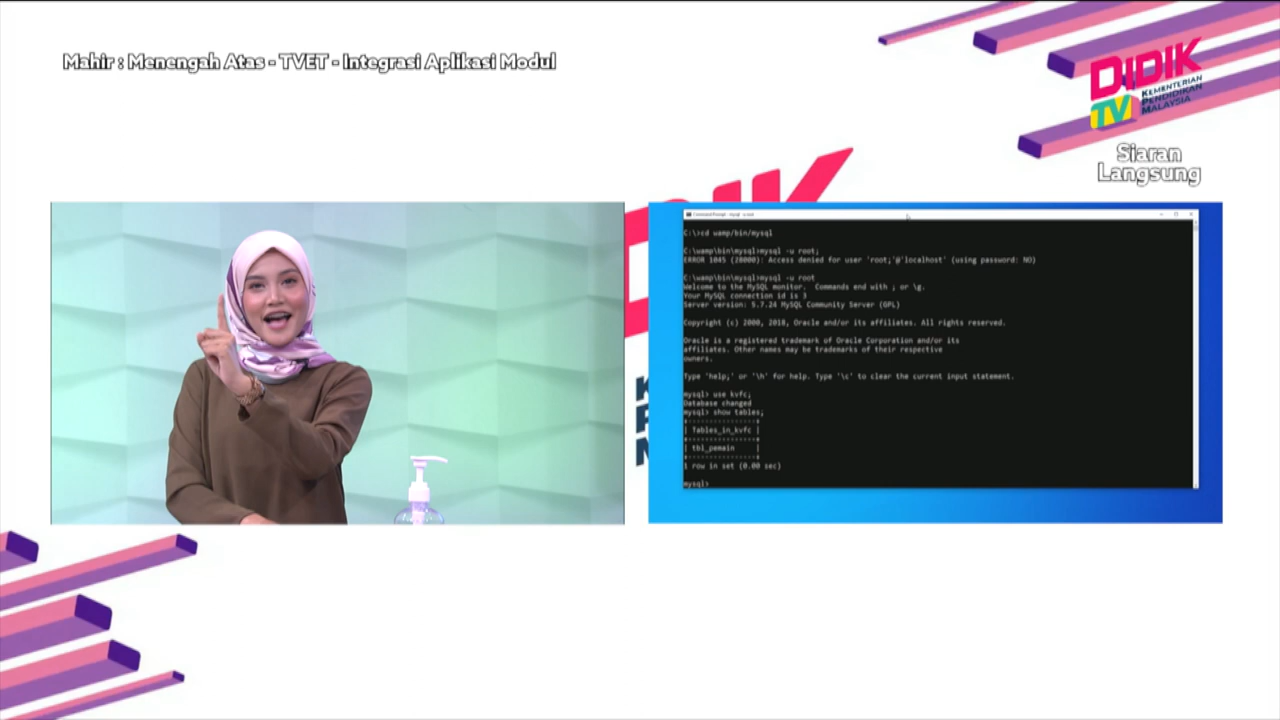 Mahir : Menengah Atas - TVET - Integrasi Aplikasi Modul
DIDIK
TV
KEMENTERIAN
PENDIDIKAN
MALAYSIA
Siaran
Langsung
C:\>cd wamp/bin/mysql
C:\wamp\bin\mysql>mysql -u root;
ERROR 1045 (28000): Access denied for user 'root;'@'localhost' (using password: NO)
C:\wamp\bin\mysql>mysql -u root
Welcome to the MySQL monitor.  Commands end with ; or \g.
Your MySQL connection id is 3
Server version: 5.7.24 MySQL Community Server (GPL)
Copyright (c) 2000, 2018, Oracle and/or its affiliates. All rights reserved.
Oracle is a registered trademark of Oracle Corporation and/or its
affiliates. Other names may be trademarks of their respective
owners.
Type 'help;' or '\h' for help. Type '\c' to clear the current input statement.
mysql> use kvfc;
Database changed
mysql> show tables;
+----------------+
| Tables_in_kvfc |
+----------------+
| tbl_pemain     |
+----------------+
1 row in set (0.00 sec)
mysql>